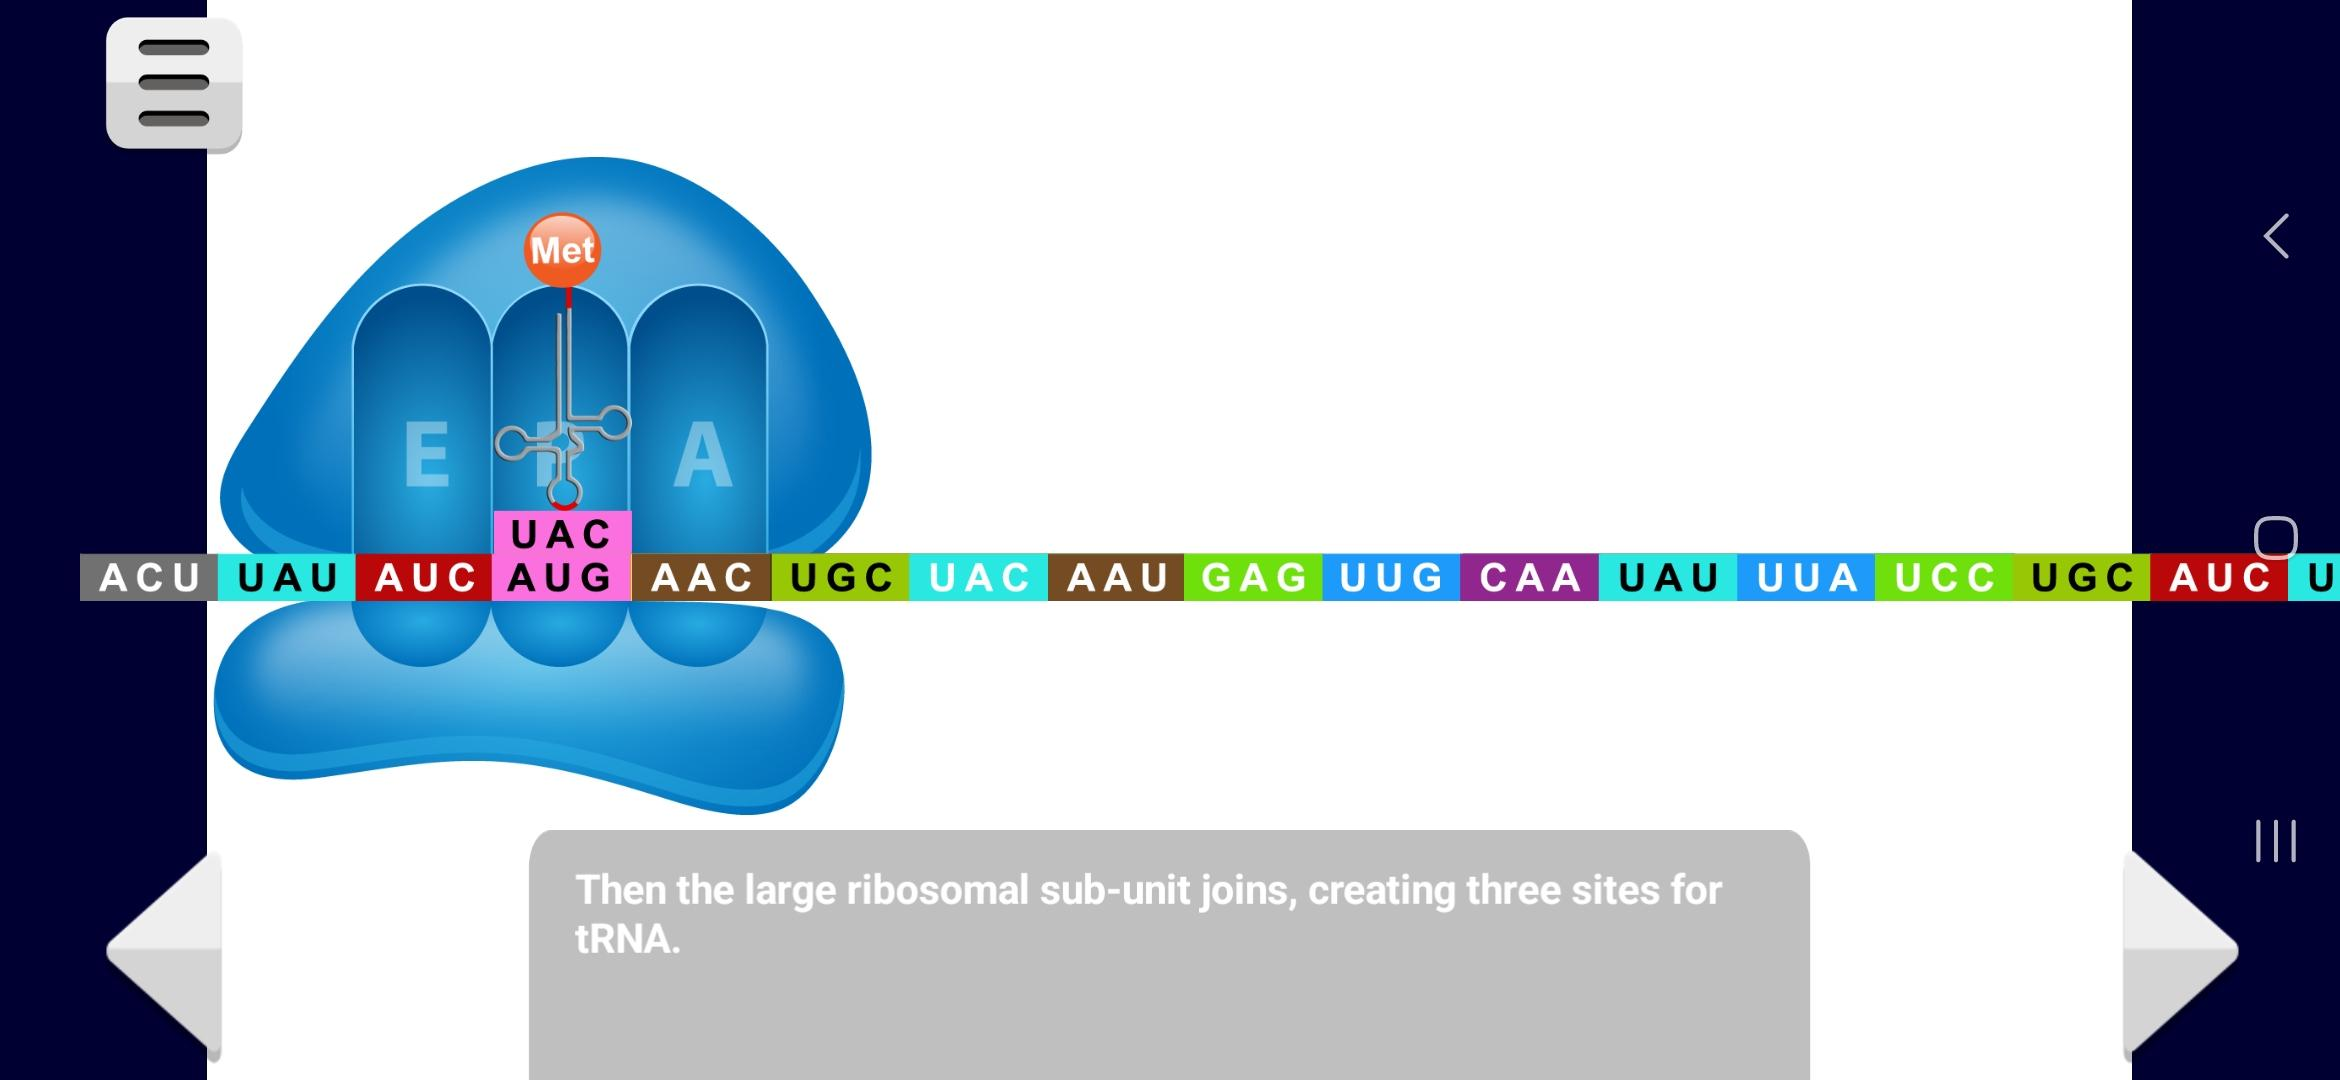 Met
E P A
UAC
ACU UAU AUC AUG AAC UGC UAC AAU GAG UUG CAA UAU UUA UCC UGC AUC U
Then the large ribosomal sub-unit joins, creating three sites for
tRNA.